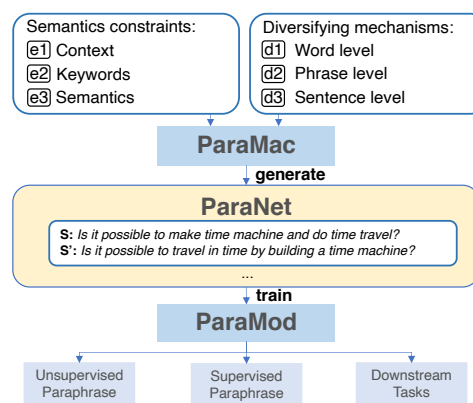 Semantics constraints:
e1 Context
e2 Keywords
e3 Semantics
Diversifying mechanisms:
d1 Word level
d2 Phrase level
d3 Sentence level
ParaMac
generate
ParaNet
S: Is it possible to make time machine and do time travel?
S': Is it possible to travel in time by building a time machine?
...
train
ParaMod
Unsupervised
Paraphrase
Supervised
Paraphrase
Downstream
Tasks